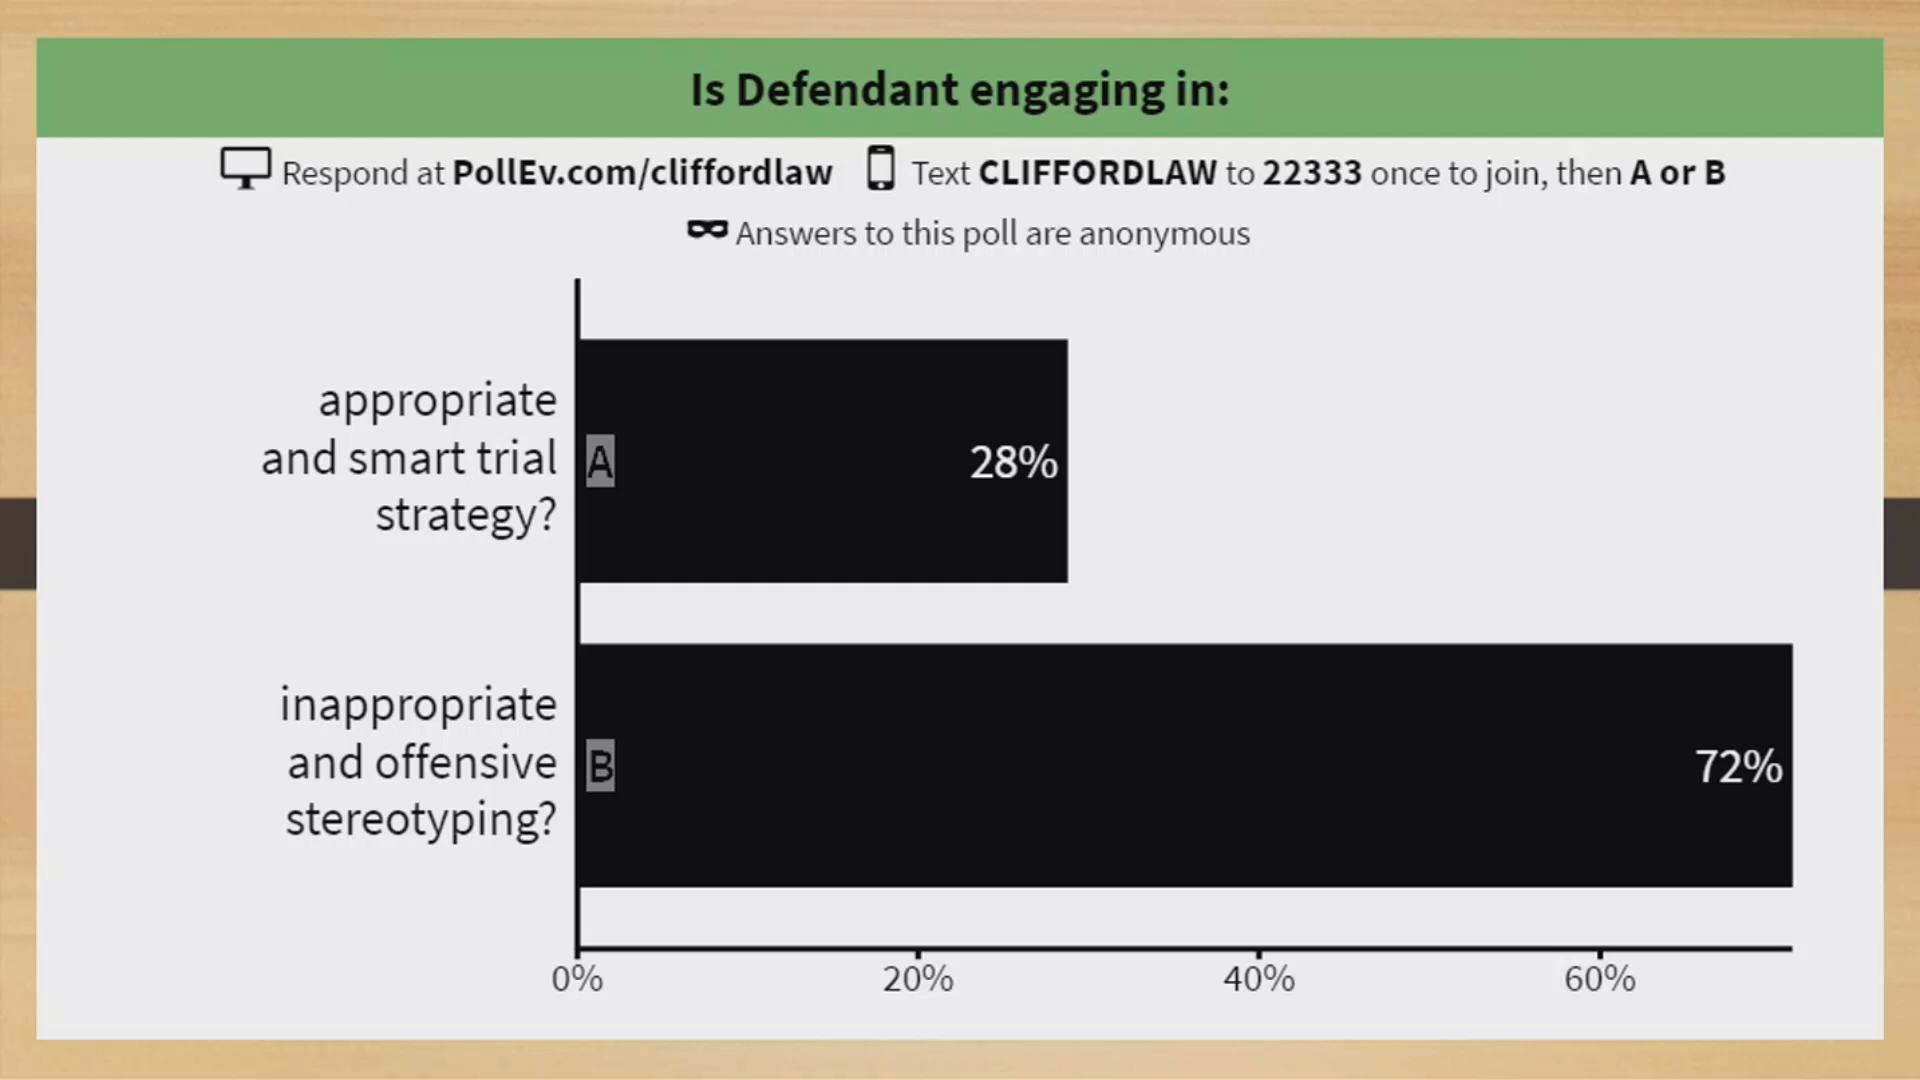 Is Defendant engaging in:
Respond at PollEv.com/cliffordlaw Text CLIFFORDLAW to 22333 once to join, then A or B
Answers to this poll are anonymous
appropriate
and smart trial
strategy?
A
28%
inappropriate
and offensive
stereotyping?
B
72%
0% 20% 40% 60%